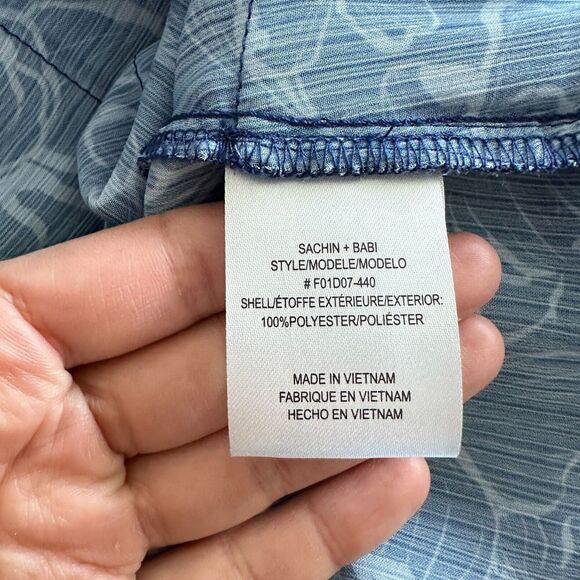 SACHIN + BABI
STYLE/MODELE/MODELO
# F01D07-440
SHELL/ÉTOFFE EXTÉRIEURE/EXTERIOR:
100%POLYESTER/POLIÉSTER
MADE IN VIETNAM
FABRIQUE EN VIETNAM
HECHO EN VIETNAM